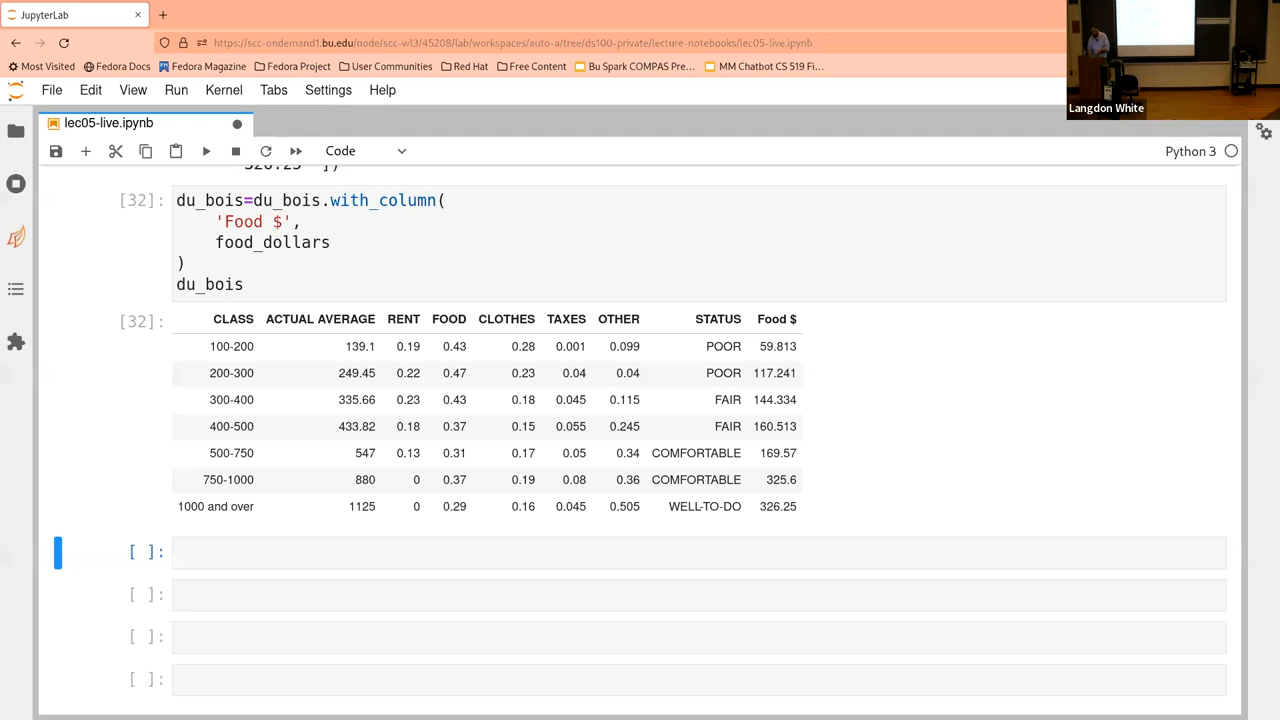 JupyterLab
https://scc-ondemand1.bu.edu/node/scc-wl3/45208/lab/workspaces/auto-a/tree/ds100-private/lecture-notebooks/lec05-live.ipynb
Most Visited Fedora Docs Fedora Magazine Fedora Project User Communities Red Hat Free Content Bu Spark COMPAS Pre… MM Chatbot CS 519 Fi…
Langdon White
File Edit View Run Kernel Tabs Settings Help
lec05-live.ipynb
Code Python 3
[32]: du_bois=du_bois.with_column(
'Food $',
food_dollars
)
du_bois
[32]: CLASS ACTUAL AVERAGE RENT FOOD CLOTHES TAXES OTHER STATUS Food $
100-200 139.1 0.19 0.43 0.28 0.001 0.099 POOR 59.813
200-300 249.45 0.22 0.47 0.23 0.04 0.04 POOR 117.241
300-400 335.66 0.23 0.43 0.18 0.045 0.115 FAIR 144.334
400-500 433.82 0.18 0.37 0.15 0.055 0.245 FAIR 160.513
500-750 547 0.13 0.31 0.17 0.05 0.34 COMFORTABLE 169.57
750-1000 880 0 0.37 0.19 0.08 0.36 COMFORTABLE 325.6
1000 and over 1125 0 0.29 0.16 0.045 0.505 WELL-TO-DO 326.25
[ ]:
[ ]:
[ ]:
[ ]: